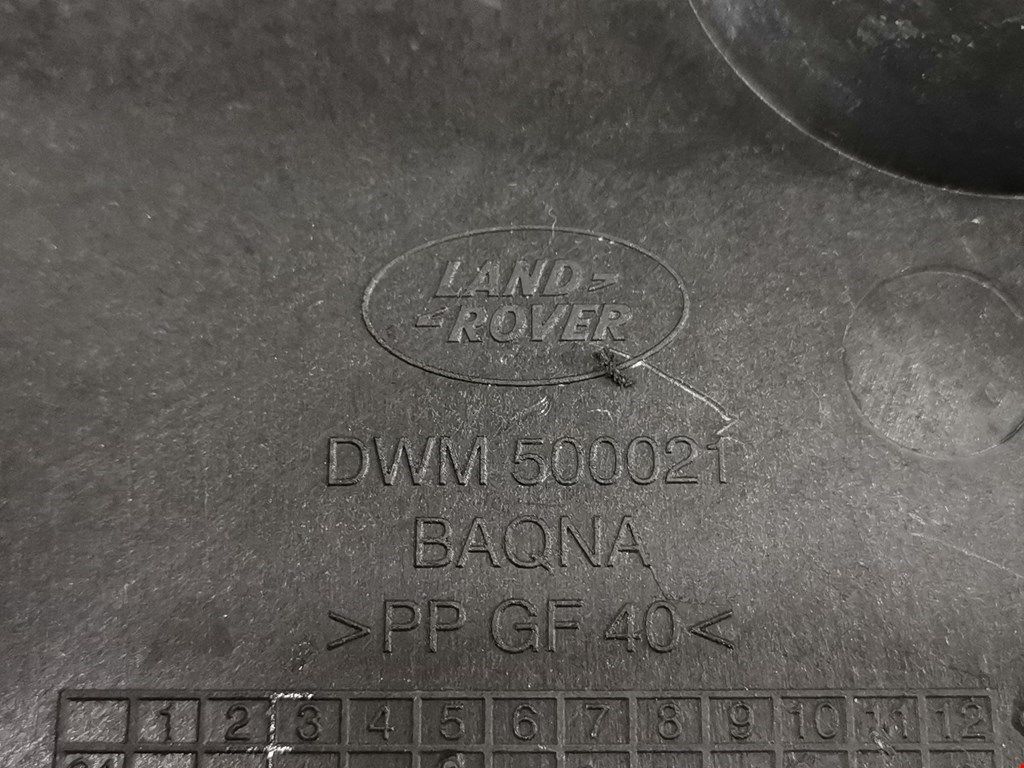 LAND
ROVER
DWM 500021
BAQNA
>PP GF 40<
1 2 3 4 5 6 7 8 9 10 11 12